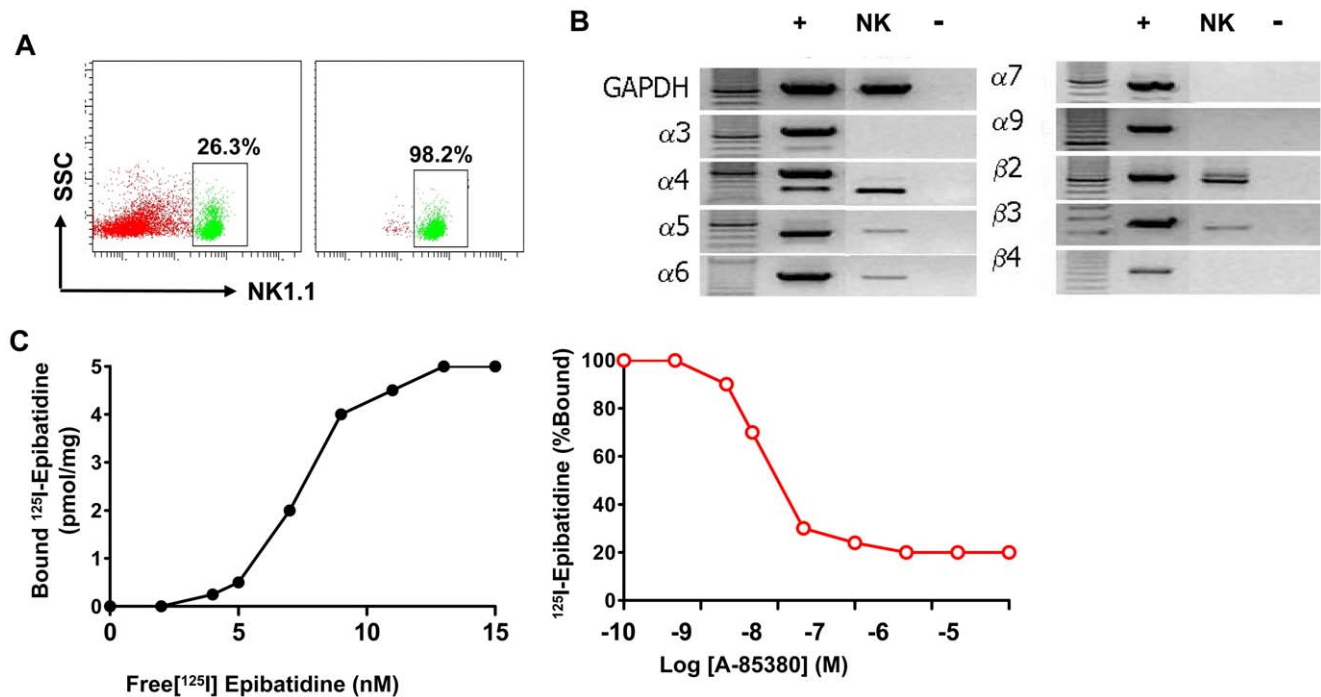 A
SSC
26.3%
98.2%
NK1.1
B
+ NK -
GAPDH
α3
α4
α5
α6
+ NK -
α7
α9
β2
β3
β4
C
Bound ¹²⁵I-Epibatidine
(pmol/mg)
5
4
3
2
1
0
0 5 10 15
Free[¹²⁵I] Epibatidine (nM)
¹²⁵I-Epibatidine (%Bound)
100
80
60
40
20
0
-10 -9 -8 -7 -6 -5
Log [A-85380] (M)